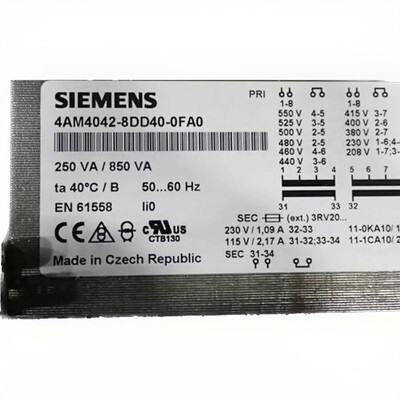 SIEMENS
4AM4042-8DD40-0FA0
250 VA / 850 VA
ta 40°C / B 50...60 Hz
EN 61558 Ii0
CE c UL US
CTB130
Made in Czech Republic
PRI
1-8 1-8
550 V 4-5 415 V 3-7
525 V 3-5 400 V 2-6
500 V 2-5 380 V 2-7
480 V 2-5 230 V 1-6;4-
460 V 4-6 208 V 1-7;3-
440 V 3-6
1 4 5
31 33 32
SEC (ext.) 3RV20...
230 V / 1,09 A 32-33 11-0KA10/
115 V / 2,17 A 31-32;33-34 11-1CA10/
SEC 31-34